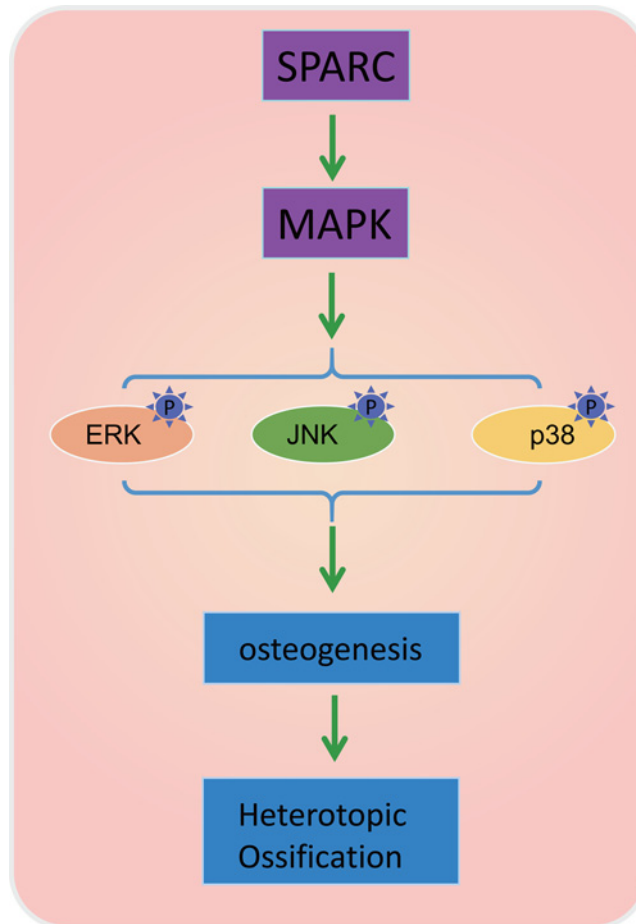 SPARC
MAPK
P P P
ERK JNK p38
osteogenesis
Heterotopic
Ossification